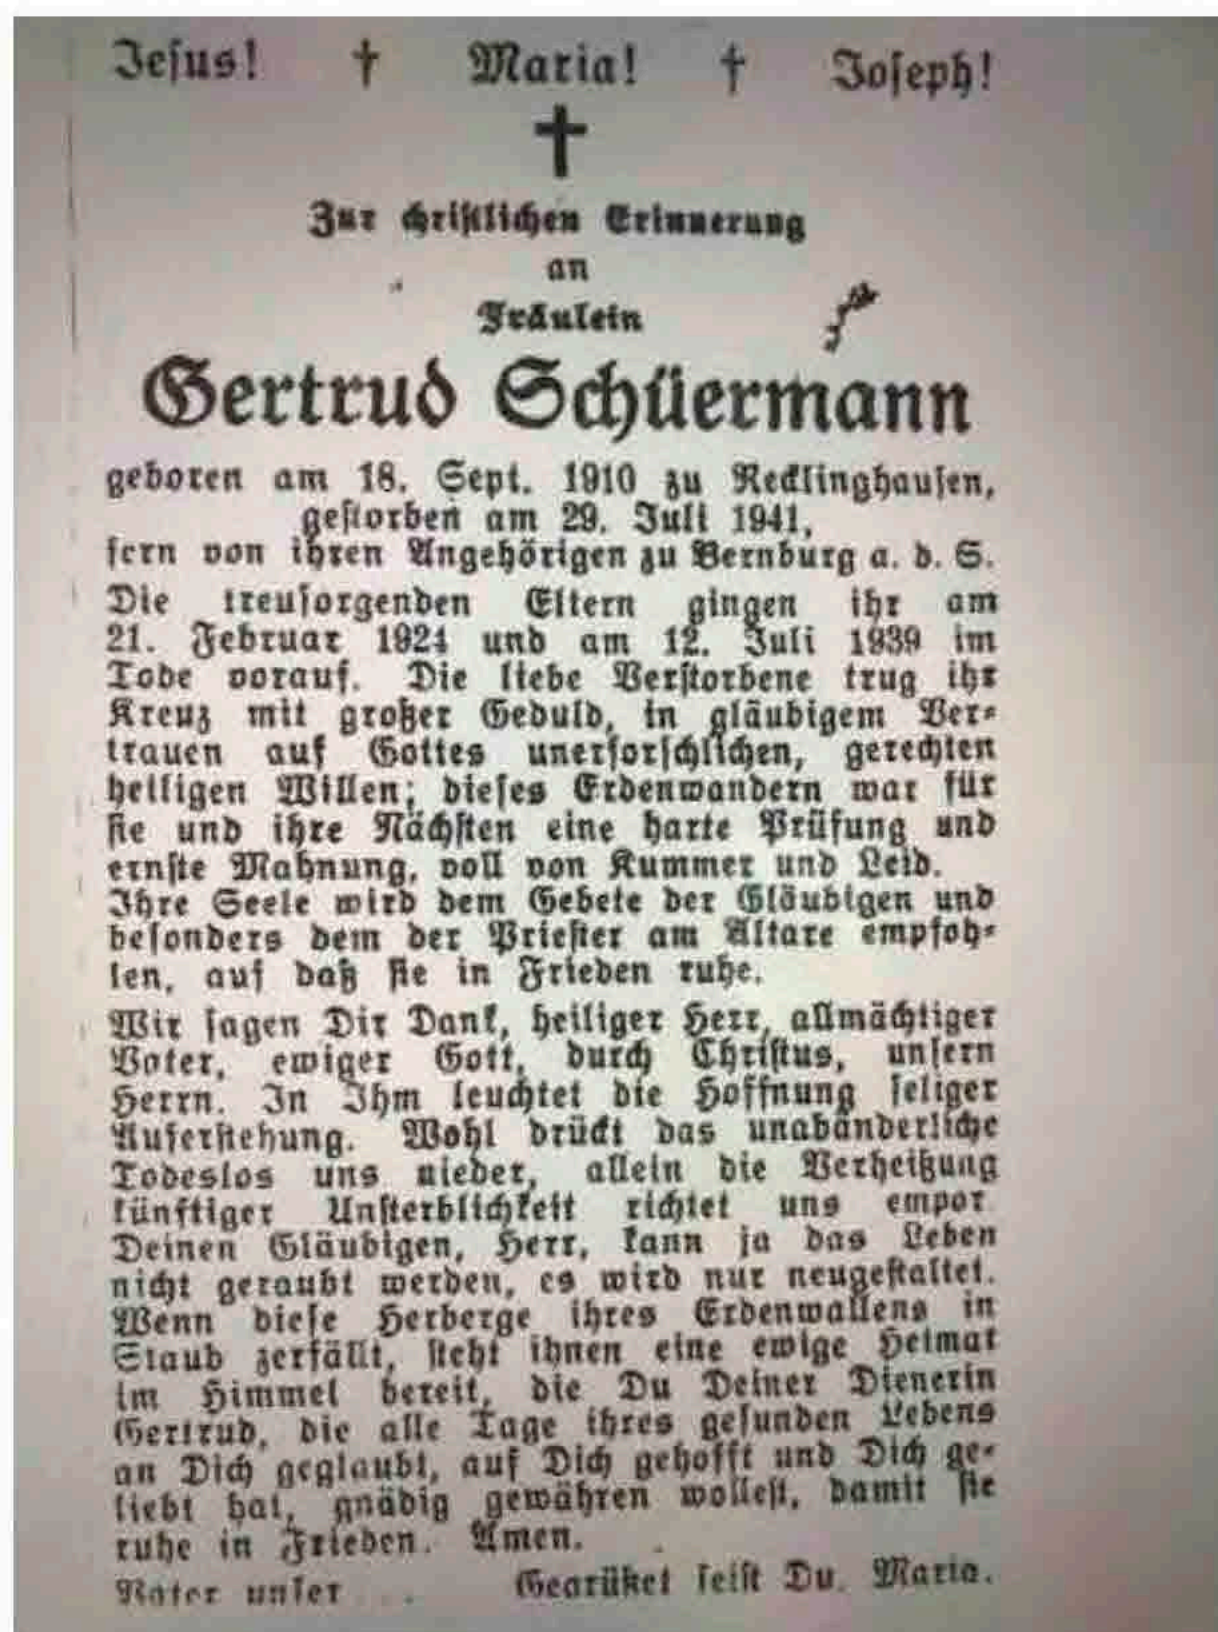 Jesus! † Maria! † Joseph!
†
Zur christlichen Erinnerung
an
Fräulein
Gertrud Schüermann
geboren am 18. Sept. 1910 zu Recklinghausen,
gestorben am 29. Juli 1941,
fern von ihren Angehörigen zu Bernburg a. d. S.
Die treusorgenden Eltern gingen ihr am
21. Februar 1924 und am 12. Juli 1939 im
Tode vorauf. Die liebe Verstorbene trug ihr
Kreuz mit großer Geduld, in gläubigem Ver-
trauen auf Gottes unerforschlichen, gerechten
heiligen Willen; dieses Erdenwandern war für
sie und ihre Nächsten eine harte Prüfung und
ernste Mahnung, voll von Kummer und Leid.
Ihre Seele wird dem Gebete der Gläubigen und
besonders dem der Priester am Altare empfoh-
len, auf daß sie in Frieden ruhe.
Wir sagen Dir Dank, heiliger Herr, allmächtiger
Vater, ewiger Gott, durch Christus, unsern
Herrn. In Ihm leuchtet die Hoffnung seliger
Auferstehung. Wohl drückt das unabänderliche
Todeslos uns nieder, allein die Verheißung
künftiger Unsterblichkeit richtet uns empor
Deinen Gläubigen, Herr, kann ja das Leben
nicht geraubt werden, es wird nur neugestaltet.
Wenn diese Herberge ihres Erdenwallens in
Staub zerfällt, steht ihnen eine ewige Heimat
im Himmel bereit, die Du Deiner Dienerin
Gertrud, die alle Tage ihres gesunden Lebens
an Dich geglaubt, auf Dich gehofft und Dich ge-
liebt hat, gnädig gewähren wollest, damit sie
ruhe in Frieden. Amen.
Vater unser . . . Gegrüßet seist Du, Maria.